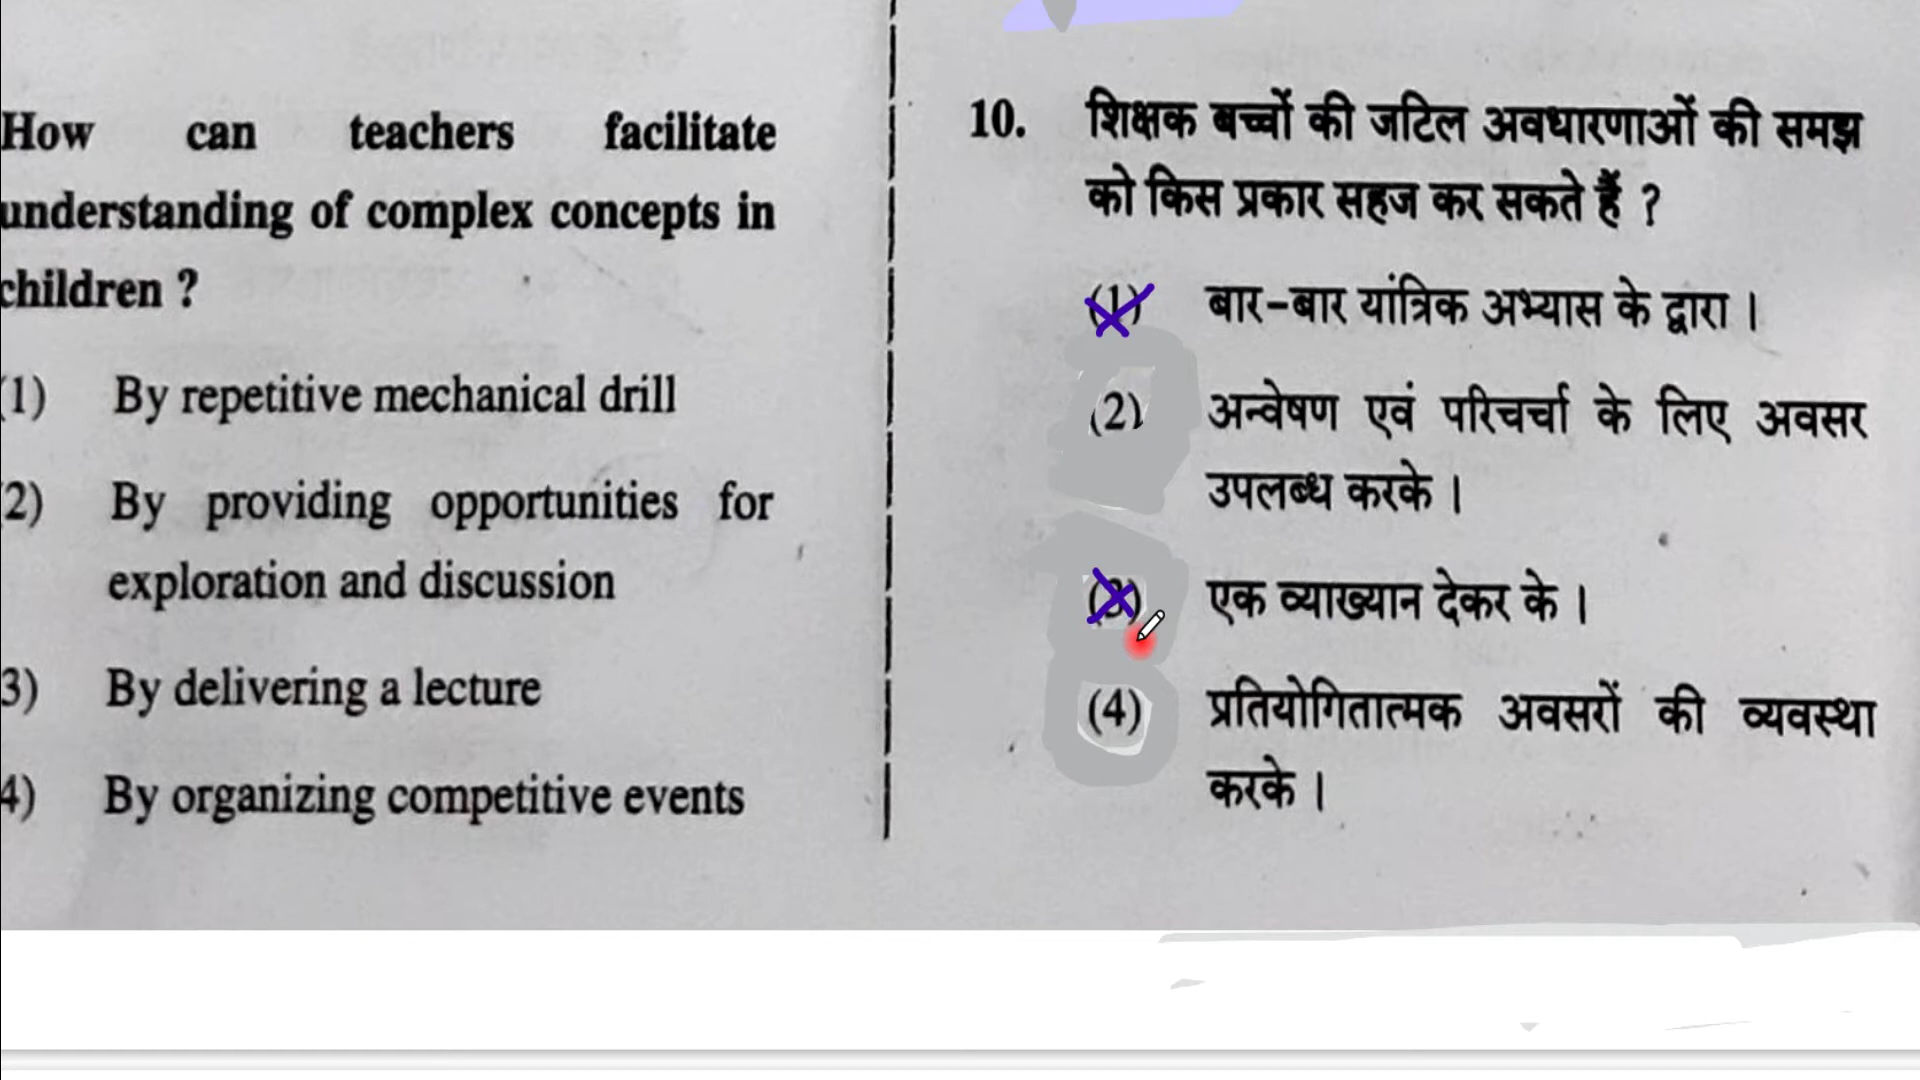 How can teachers facilitate
understanding of complex concepts in
children ?
(1) By repetitive mechanical drill
(2) By providing opportunities for
exploration and discussion
3) By delivering a lecture
4) By organizing competitive events
10. शिक्षक बच्चों की जटिल अवधारणाओं की समझ
को किस प्रकार सहज कर सकते हैं ?
(1) बार-बार यांत्रिक अभ्यास के द्वारा ।
(2) अन्वेषण एवं परिचर्चा के लिए अवसर
उपलब्ध करके ।
(3) एक व्याख्यान देकर के ।
(4) प्रतियोगितात्मक अवसरों की व्यवस्था
करके ।